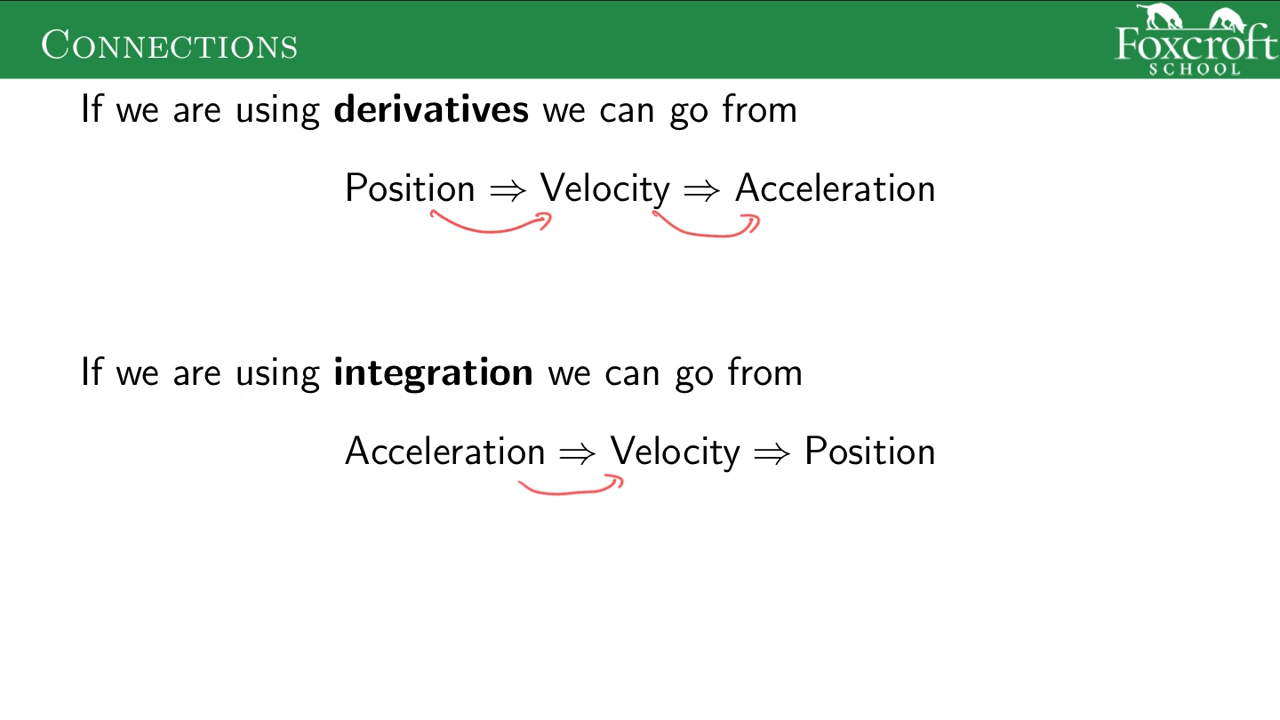 Connections
Foxcroft
SCHOOL
If we are using derivatives we can go from
Position ⇒ Velocity ⇒ Acceleration
If we are using integration we can go from
Acceleration ⇒ Velocity ⇒ Position